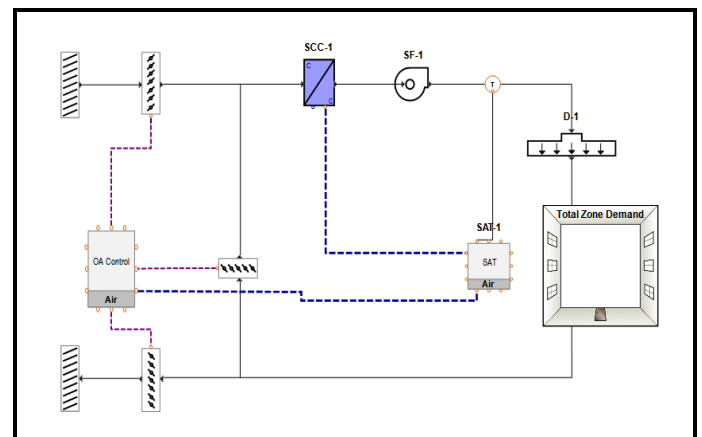 SCC-1
SF-1
T
C
C
D-1
SAT-1
Total Zone Demand
OA Control
SAT
Air
Air